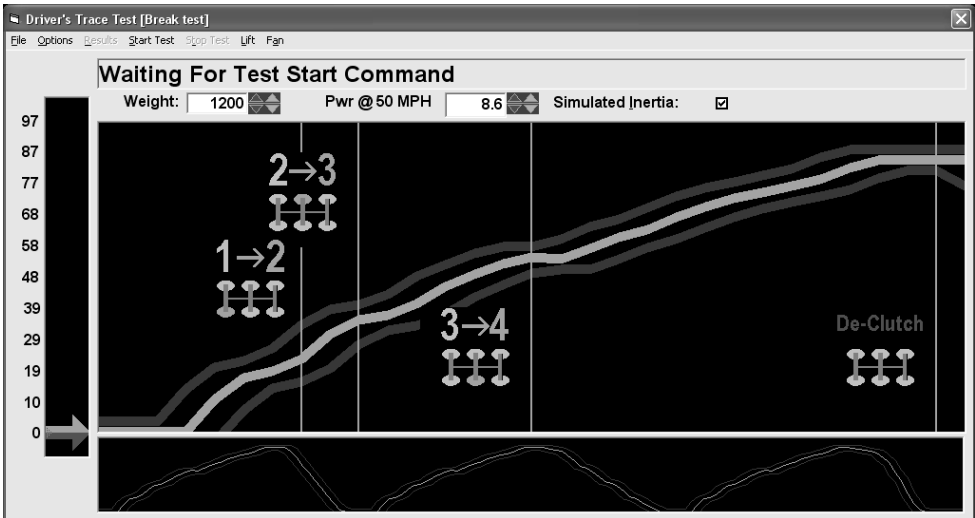 Driver's Trace Test [Break test]
File Options Results Start Test Stop Test Lift Fan
Waiting For Test Start Command
Weight: 1200 Pwr @ 50 MPH 8.6 Simulated Inertia:
97
87
77
68
58
48
39
29
19
10
0
2→3
1→2
3→4
De-Clutch